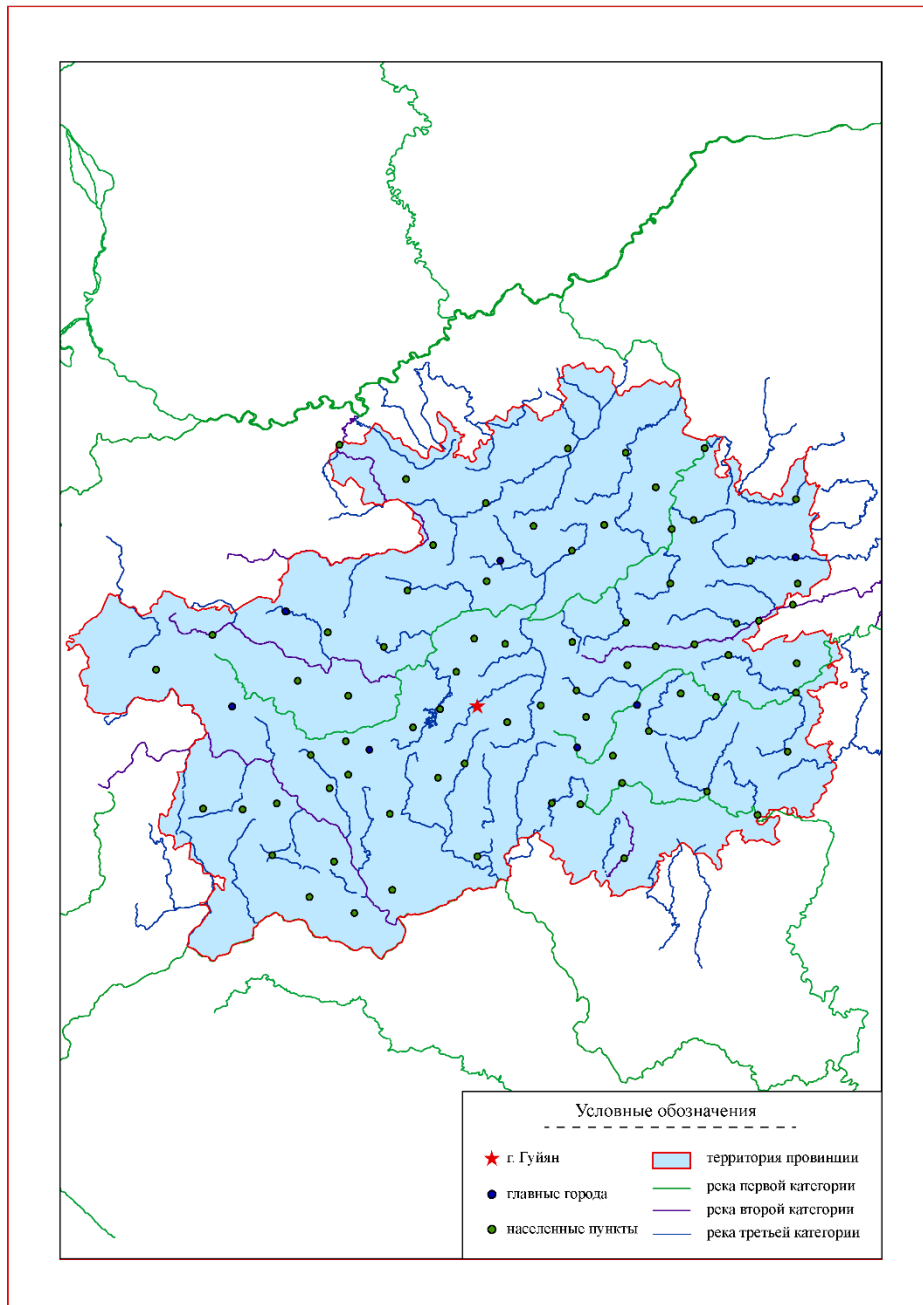 Условные обозначения
г. Гуйян
главные города
населенные пункты
территория провинции
река первой категории
река второй категории
река третьей категории